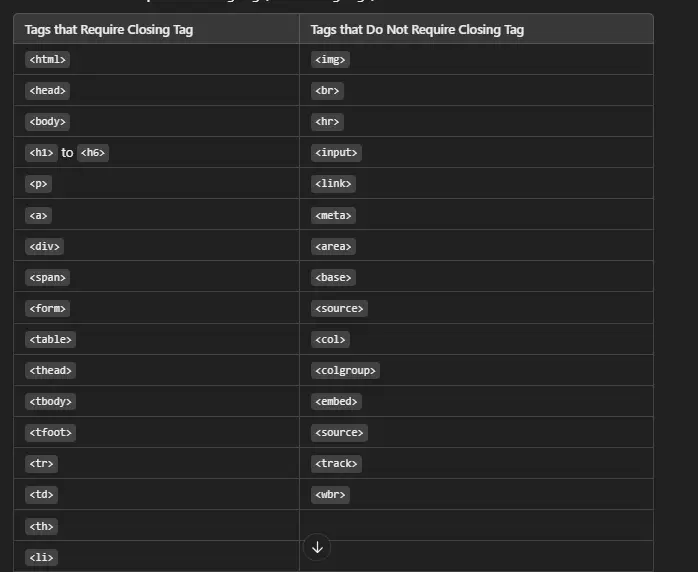 Tags that Require Closing Tag Tags that Do Not Require Closing Tag
<html> <img>
<head> <br>
<body> <hr>
<h1> to <h6> <input>
<p> <link>
<a> <meta>
<div> <area>
<span> <base>
<form> <source>
<table> <col>
<thead> <colgroup>
<tbody> <embed>
<tfoot> <source>
<tr> <track>
<td> <wbr>
<th>
<li>